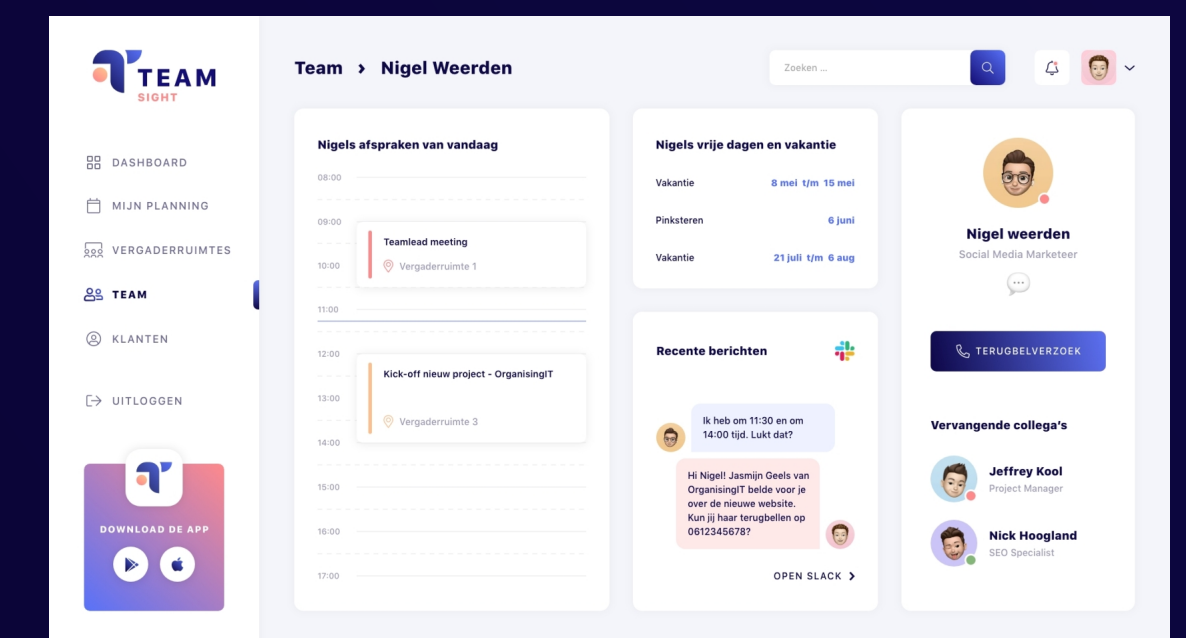 TEAM
SIGHT
DASHBOARD
MIJN PLANNING
VERGADERRUIMTES
TEAM
KLANTEN
UITLOGGEN
DOWNLOAD DE APP
Team > Nigel Weerden
Zoeken ...
Nigels afspraken van vandaag
08:00
09:00
Teamlead meeting
10:00
Vergaderruimte 1
11:00
12:00
Kick-off nieuw project - OrganisingIT
13:00
Vergaderruimte 3
14:00
15:00
16:00
17:00
Nigels vrije dagen en vakantie
Vakantie 8 mei t/m 15 mei
Pinksteren 6 juni
Vakantie 21 juli t/m 6 aug
Recente berichten
Ik heb om 11:30 en om
14:00 tijd. Lukt dat?
Hi Nigel! Jasmijn Geels van
OrganisingIT belde voor je
over de nieuwe website.
Kun jij haar terugbellen op
0612345678?
OPEN SLACK >
Nigel weerden
Social Media Marketeer
TERUGBELVERZOEK
Vervangende collega's
Jeffrey Kool
Project Manager
Nick Hoogland
SEO Specialist